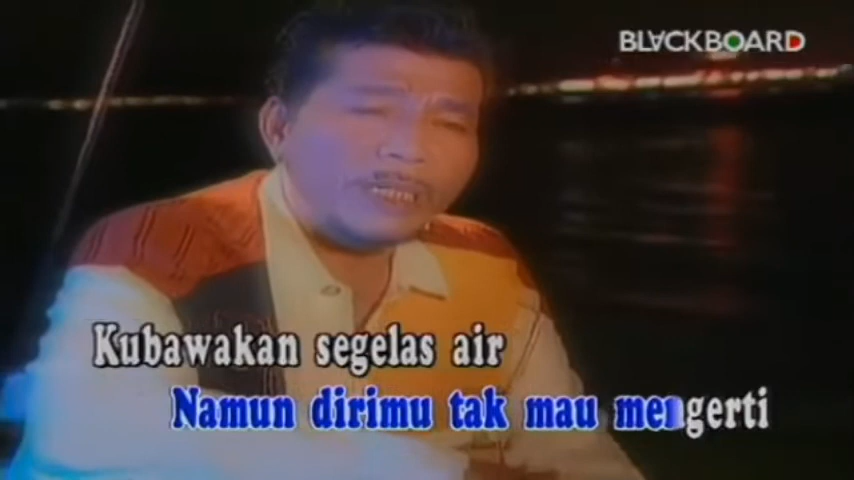 BLACKBOARD
Kubawakan segelas air
Namun dirimu tak mau mengerti